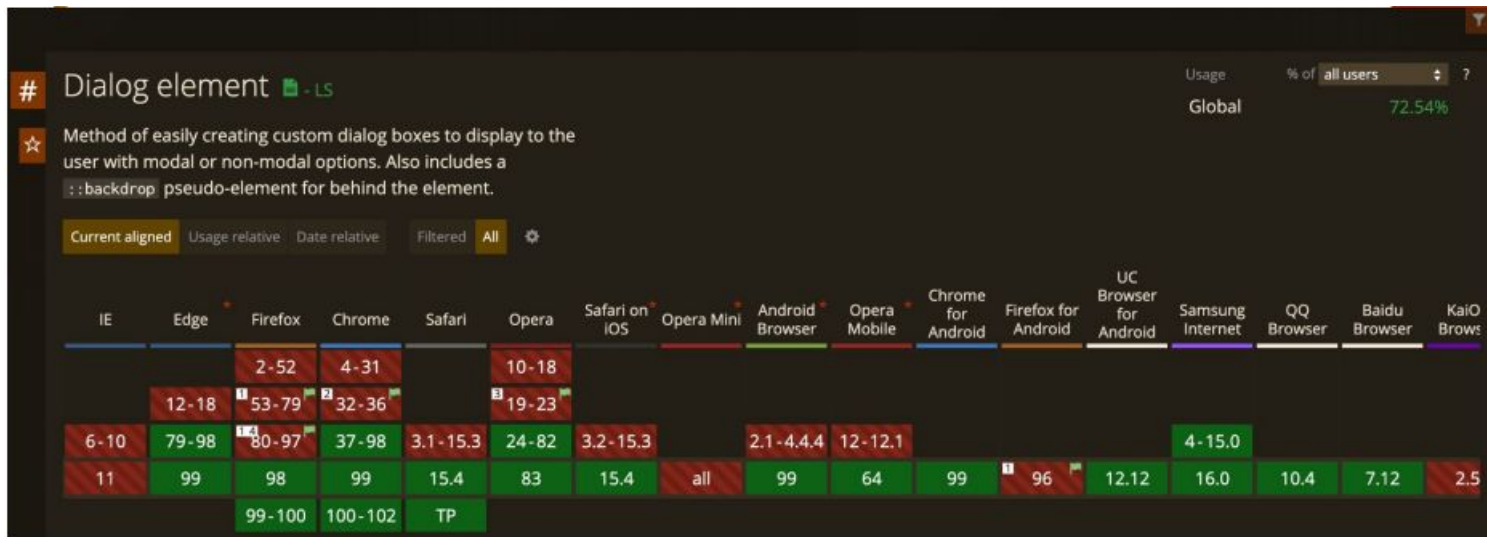 # Dialog element - LS
Usage % of all users ?
Global 72.54%
Method of easily creating custom dialog boxes to display to the
user with modal or non-modal options. Also includes a
::backdrop pseudo-element for behind the element.
Current aligned Usage relative Date relative Filtered All
IE Edge * Firefox Chrome Safari Opera Safari on iOS * Opera Mini * Android Browser * Opera Mobile * Chrome for Android Firefox for Android UC Browser for Android Samsung Internet QQ Browser Baidu Browser KaiO Brows
2-52 4-31 10-18
12-18 1 53-79 2 32-36 3 19-23
6-10 79-98 1 4 80-97 37-98 3.1-15.3 24-82 3.2-15.3 2.1-4.4.4 12-12.1 4-15.0
11 99 98 99 15.4 83 15.4 all 99 64 99 1 96 12.12 16.0 10.4 7.12 2.5
99-100 100-102 TP